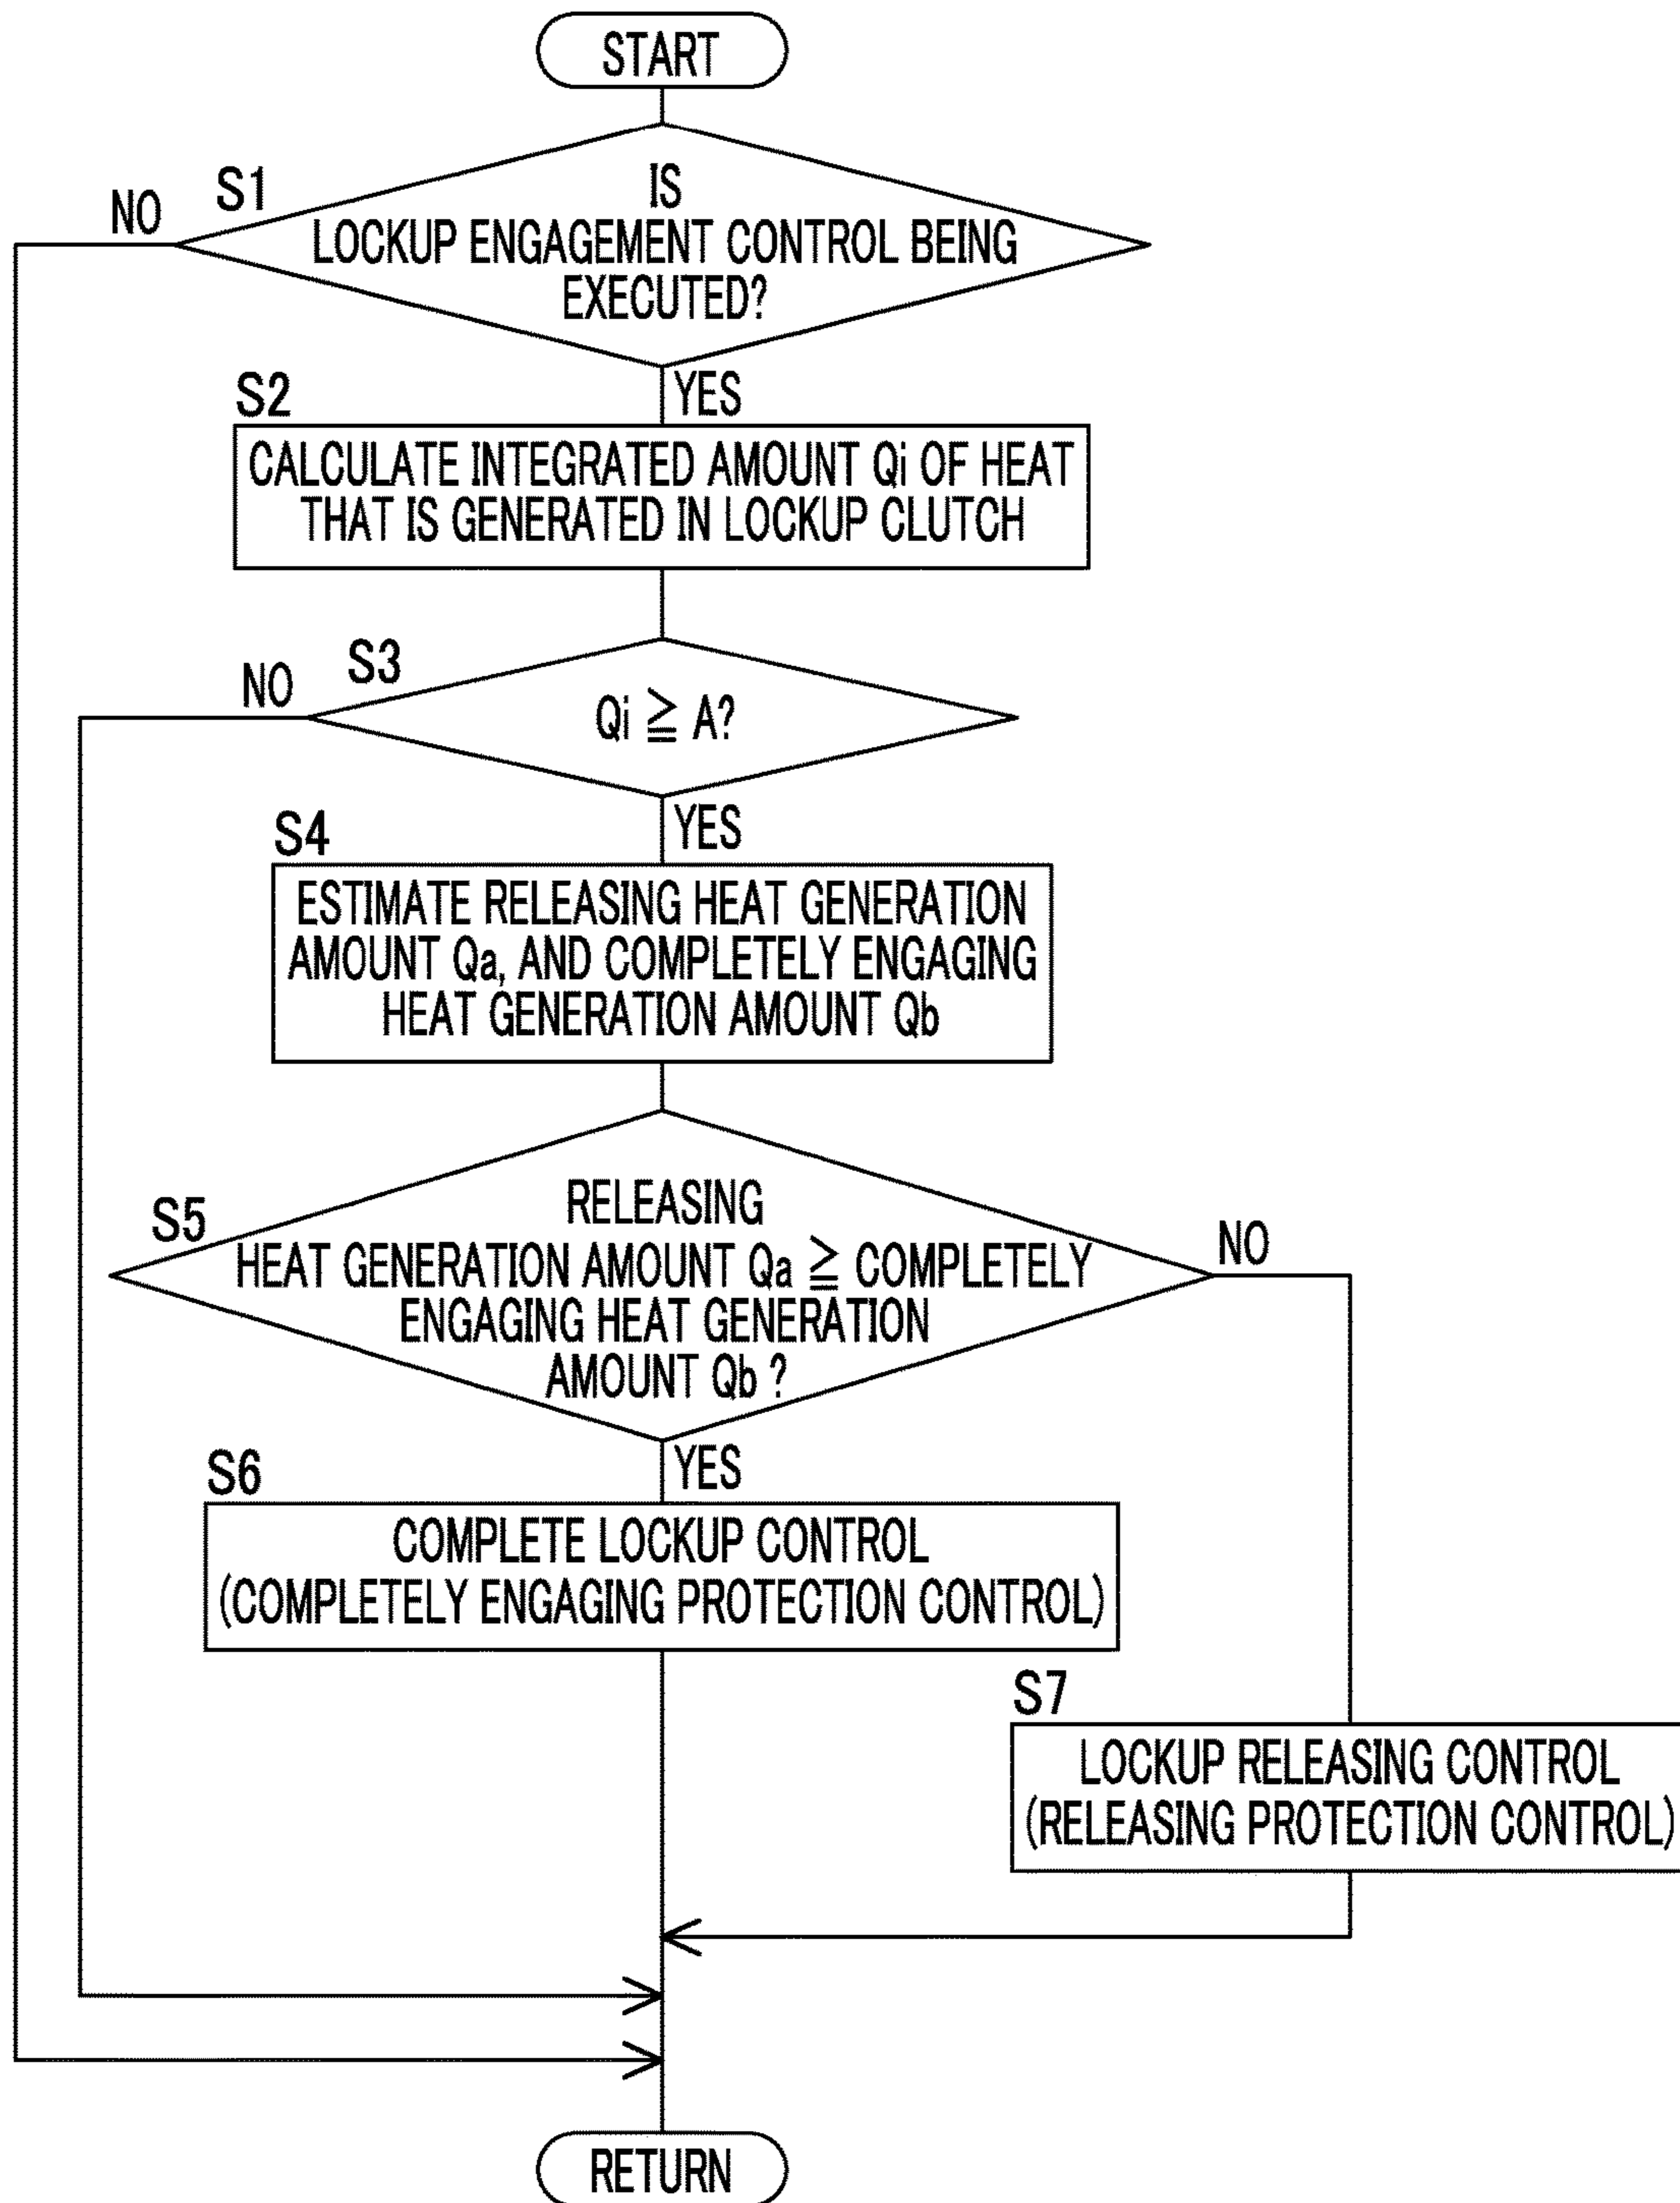 START
S1
NO
IS
LOCKUP ENGAGEMENT CONTROL BEING
EXECUTED?
YES
S2
CALCULATE INTEGRATED AMOUNT Qi OF HEAT
THAT IS GENERATED IN LOCKUP CLUTCH
S3
NO
Qi ≧ A?
YES
S4
ESTIMATE RELEASING HEAT GENERATION
AMOUNT Qa, AND COMPLETELY ENGAGING
HEAT GENERATION AMOUNT Qb
S5
RELEASING
HEAT GENERATION AMOUNT Qa ≧ COMPLETELY
ENGAGING HEAT GENERATION
AMOUNT Qb ?
NO
YES
S6
COMPLETE LOCKUP CONTROL
(COMPLETELY ENGAGING PROTECTION CONTROL)
S7
LOCKUP RELEASING CONTROL
(RELEASING PROTECTION CONTROL)
RETURN